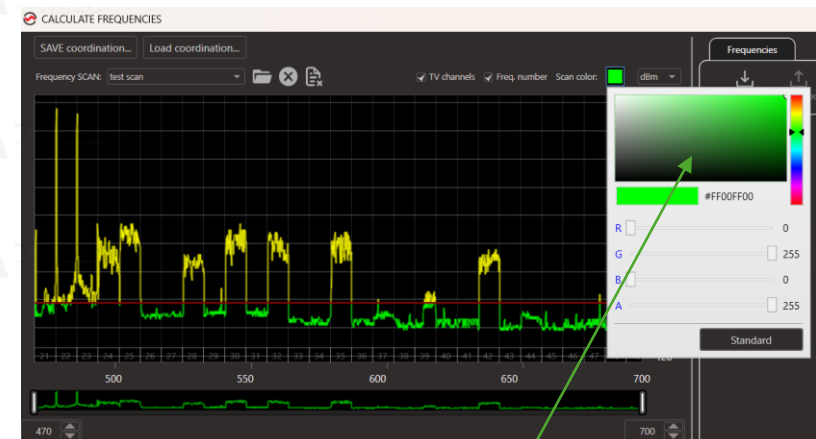 CALCULATE FREQUENCIES
SAVE coordination... Load coordination... Frequencies
Frequency SCAN: test scan TV channels Freq. number Scan color: dBm
#FF00FF00
R 0
G 255
B 0
A 255
Standard
21 22 23 24 25 26 27 28 29 30 31 32 33 34 35 36 37 38 39 40 41 42 43 44 45 46 47
500 550 600 650 700
470 700